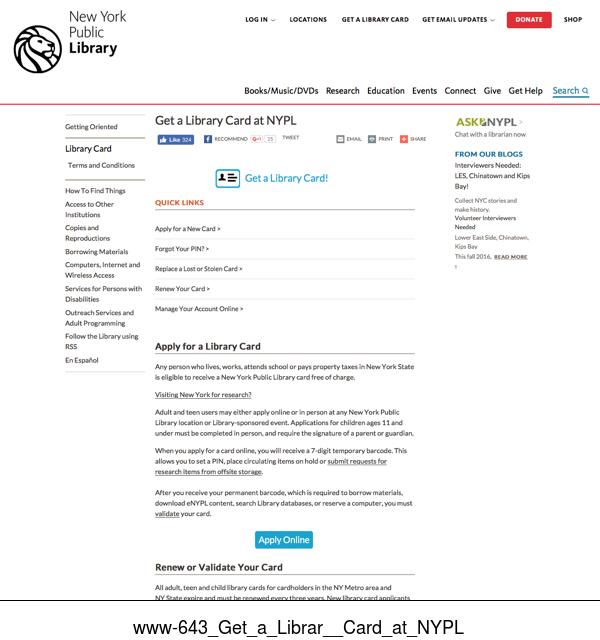 New York
Public
Library
LOG IN
LOCATIONS
GET A LIBRARY CARD
GET EMAIL UPDATES
DONATE
SHOP
Books/Music/DVDs Research Education Events Connect Give Get Help Search
Getting Oriented
Library Card
Terms and Conditions
How To Find Things
Access to Other
Institutions
Copies and
Reproductions
Borrowing Materials
Computers, Internet and
Wireless Access
Services for Persons with
Disabilities
Outreach Services and
Adult Programming
Follow the Library using
RSS
En Español
Get a Library Card at NYPL
Like 324
RECOMMEND
G+1 25
TWEET
EMAIL
PRINT
SHARE
Get a Library Card!
QUICK LINKS
Apply for a New Card >
Forgot Your PIN? >
Replace a Lost or Stolen Card >
Renew Your Card >
Manage Your Account Online >
Apply for a Library Card
Any person who lives, works, attends school or pays property taxes in New York State
is eligible to receive a New York Public Library card free of charge.
Visiting New York for research?
Adult and teen users may either apply online or in person at any New York Public
Library location or Library-sponsored event. Applications for children ages 11 and
under must be completed in person, and require the signature of a parent or guardian.
When you apply for a card online, you will receive a 7-digit temporary barcode. This
allows you to set a PIN, place circulating items on hold or submit requests for
research items from offsite storage.
After you receive your permanent barcode, which is required to borrow materials,
download eNYPL content, search Library databases, or reserve a computer, you must
validate your card.
Apply Online
Renew or Validate Your Card
All adult, teen and child library cards for cardholders in the NY Metro area and
NY State expire and must be renewed every three years. New library card applicants
ASK NYPL >
Chat with a librarian now
FROM OUR BLOGS
Interviewers Needed:
LES, Chinatown and Kips
Bay!
Collect NYC stories and
make history.
Volunteer Interviewers
Needed
Lower East Side, Chinatown,
Kips Bay
This fall 2016, READ MORE
www-643_Get_a_Librar__Card_at_NYPL